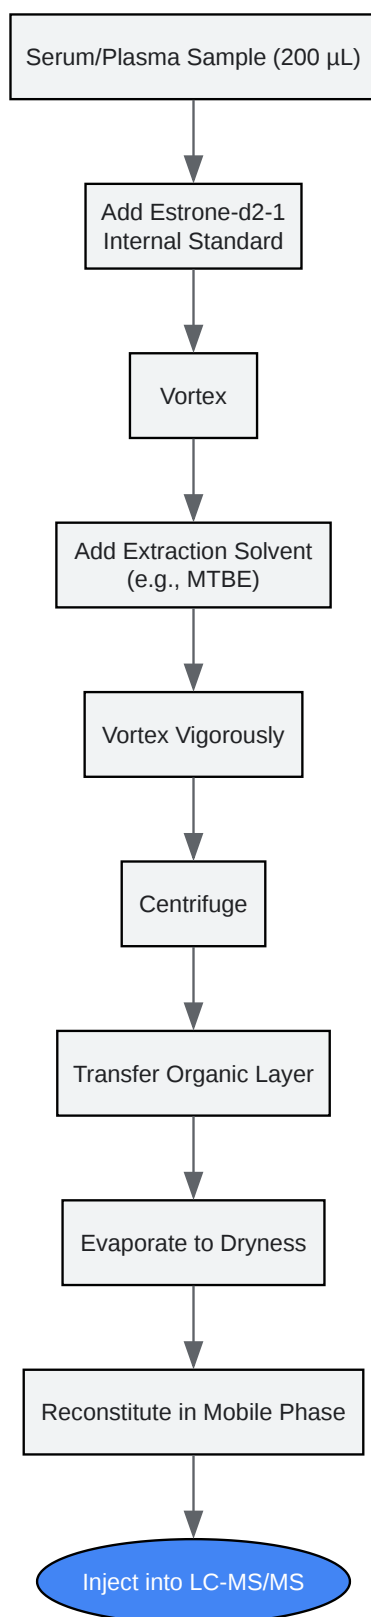 Serum/Plasma Sample (200 µL)
Add Estrone-d2-1
Internal Standard
Vortex
Add Extraction Solvent
(e.g., MTBE)
Vortex Vigorously
Centrifuge
Transfer Organic Layer
Evaporate to Dryness
Reconstitute in Mobile Phase
Inject into LC-MS/MS